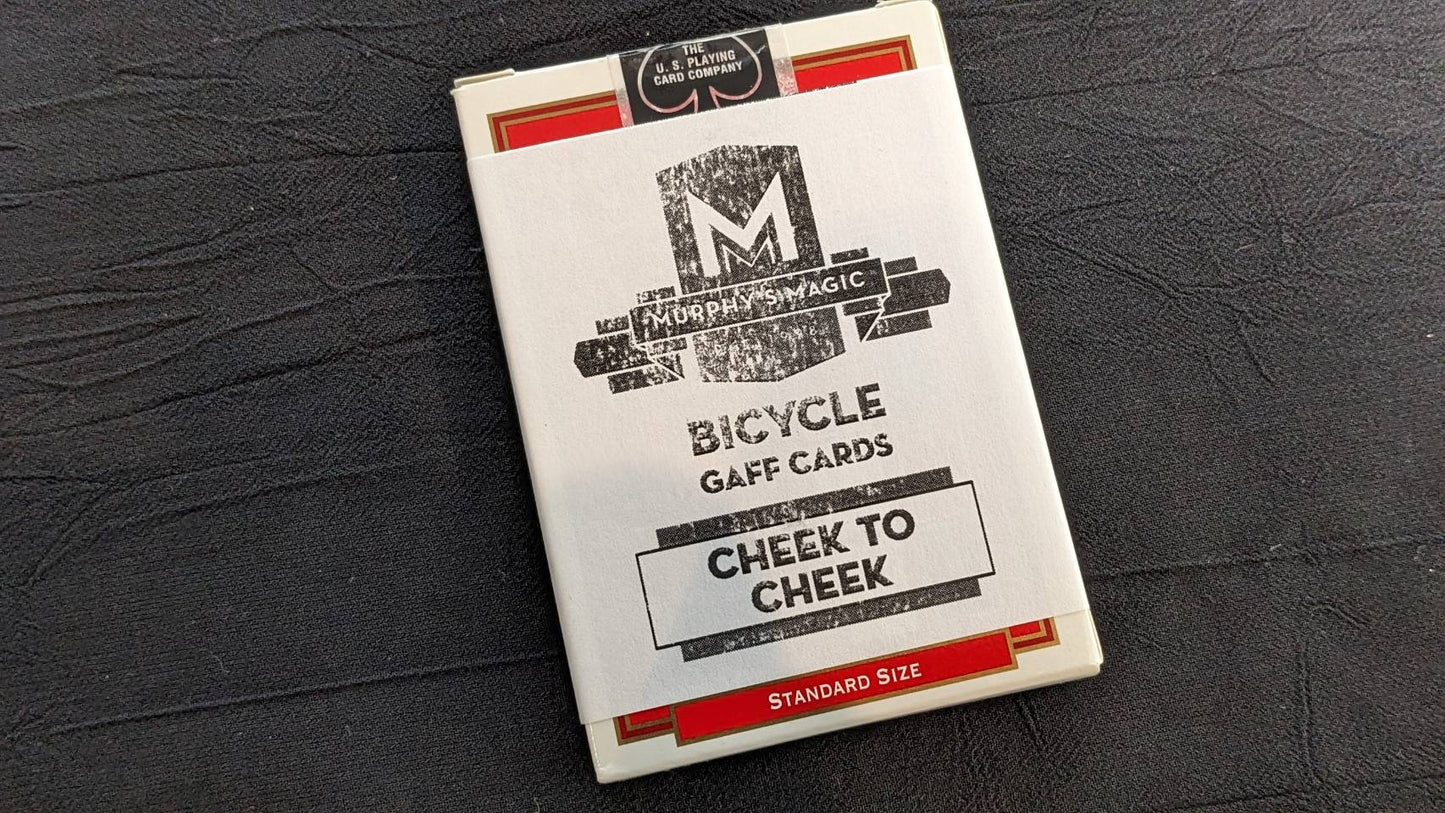 THE
U. S. PLAYING
CARD COMPANY
M
MURPHY'S MAGIC
BICYCLE
GAFF CARDS
CHEEK TO
CHEEK
STANDARD SIZE